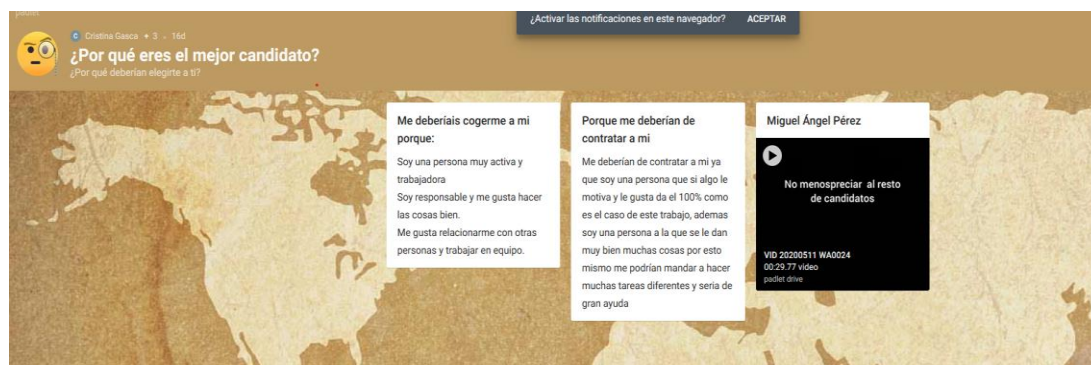 padlet
¿Activar las notificaciones en este navegador? ACEPTAR
Cristina Gasca • 3 • 16d
¿Por qué eres el mejor candidato?
¿Por qué deberían elegirte a ti?
Me deberíais cogerme a mi
porque:
Soy una persona muy activa y
trabajadora
Soy responsable y me gusta hacer
las cosas bien.
Me gusta relacionarme con otras
personas y trabajar en equipo.
Porque me deberían de
contratar a mi
Me deberían de contratar a mi ya
que soy una persona que si algo le
motiva y le gusta da el 100% como
es el caso de este trabajo, ademas
soy una persona a la que se le dan
muy bien muchas cosas por esto
mismo me podrían mandar a hacer
muchas tareas diferentes y seria de
gran ayuda
Miguel Ángel Pérez
No menospreciar al resto
de candidatos
VID 20200511 WA0024
00:29.77 video
padlet drive